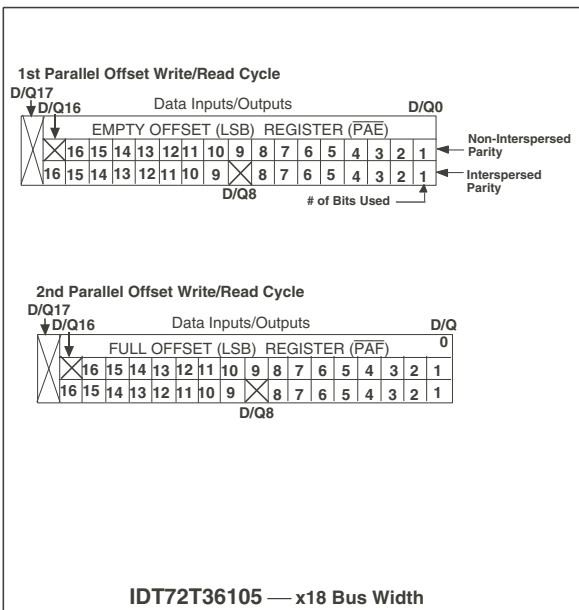 1st Parallel Offset Write/Read Cycle
D/Q17
D/Q16 Data Inputs/Outputs D/Q0
EMPTY OFFSET (LSB) REGISTER (PAE)
16 15 14 13 12 11 10 9 8 7 6 5 4 3 2 1 Non-Interspersed Parity
16 15 14 13 12 11 10 9 8 7 6 5 4 3 2 1 Interspersed Parity
D/Q8
# of Bits Used
2nd Parallel Offset Write/Read Cycle
D/Q17
D/Q16 Data Inputs/Outputs D/Q
0
FULL OFFSET (LSB) REGISTER (PAF)
16 15 14 13 12 11 10 9 8 7 6 5 4 3 2 1
16 15 14 13 12 11 10 9 8 7 6 5 4 3 2 1
D/Q8
IDT72T36105 — x18 Bus Width